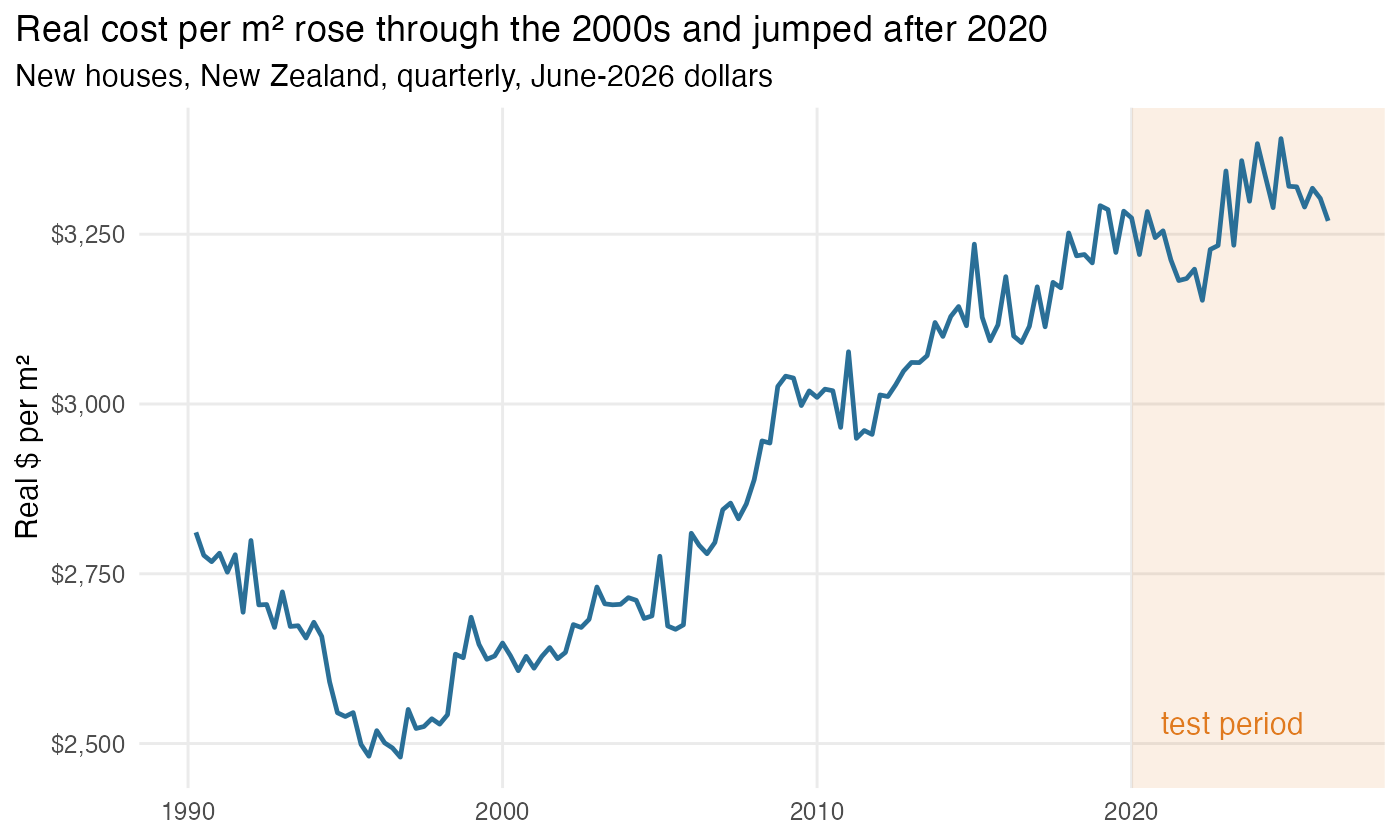 Real cost per m² rose through the 2000s and jumped after 2020
New houses, New Zealand, quarterly, June-2026 dollars
Real $ per m²
$3,250
$3,000
$2,750
$2,500
test period
1990
2000
2010
2020